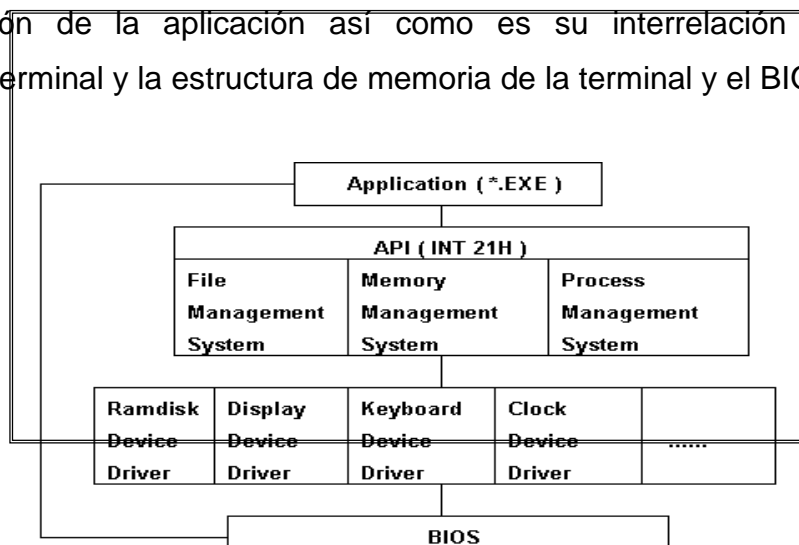 ón de la aplicación así como es su interrelación
erminal y la estructura de memoria de la terminal y el BIO
Application ( *.EXE )
API ( INT 21H )
File Memory Process
Management Management Management
System System System
Ramdisk Display Keyboard Clock
Device Device Device Device ......
Driver Driver Driver Driver
BIOS